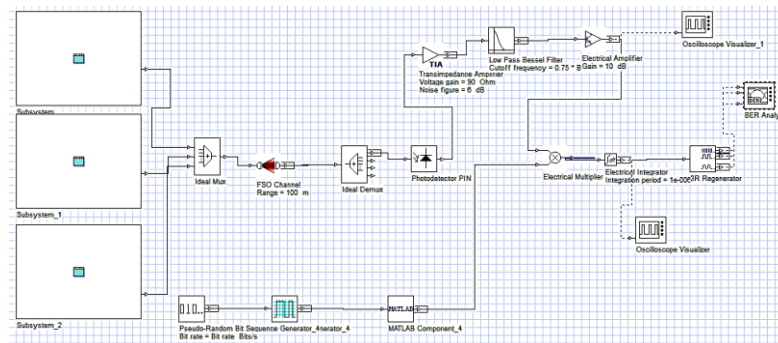 Oscilloscope Visualizer_1
Low Pass Bessel Filter
Cutoff frequency = 0.75 * B
Electrical Amplifier
Gain = 10 dB
TIA
Transimpedance Amplifier
Voltage gain = 90 Ohm
Noise figure = 6 dB
BER Analy
Subsystem
Ideal Mux
FSO Channel
Range = 100 m
Ideal Demux
Photodetector PIN
Electrical Multiplier
Electrical Integrator
Integration period = 1e-00
3R Regenerator
Subsystem_1
Oscilloscope Visualizer
Subsystem_2
010...
MATLAB
Pseudo-Random Bit Sequence Generator_4nerator_4
Bit rate = Bit rate Bits/s
MATLAB Component_4